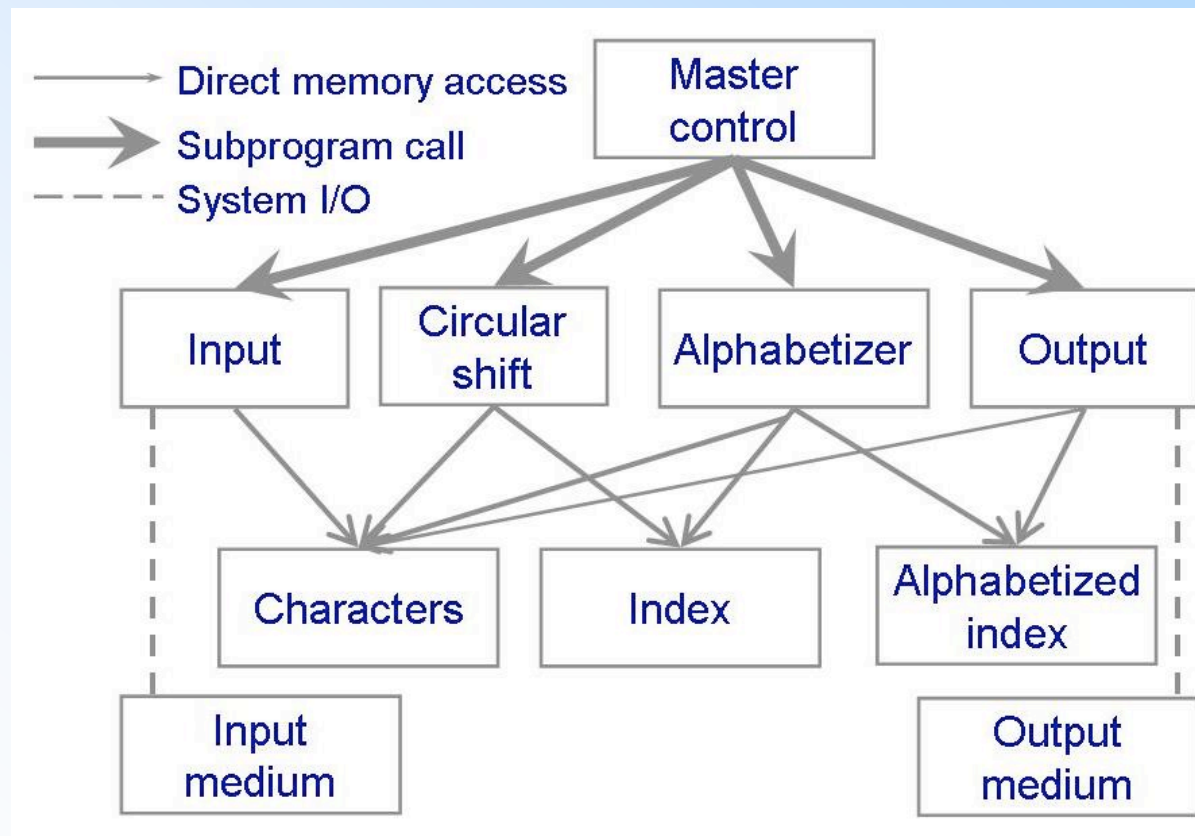 Direct memory access
Subprogram call
System I/O
Master
control
Input
Circular
shift
Alphabetizer
Output
Characters
Index
Alphabetized
index
Input
medium
Output
medium